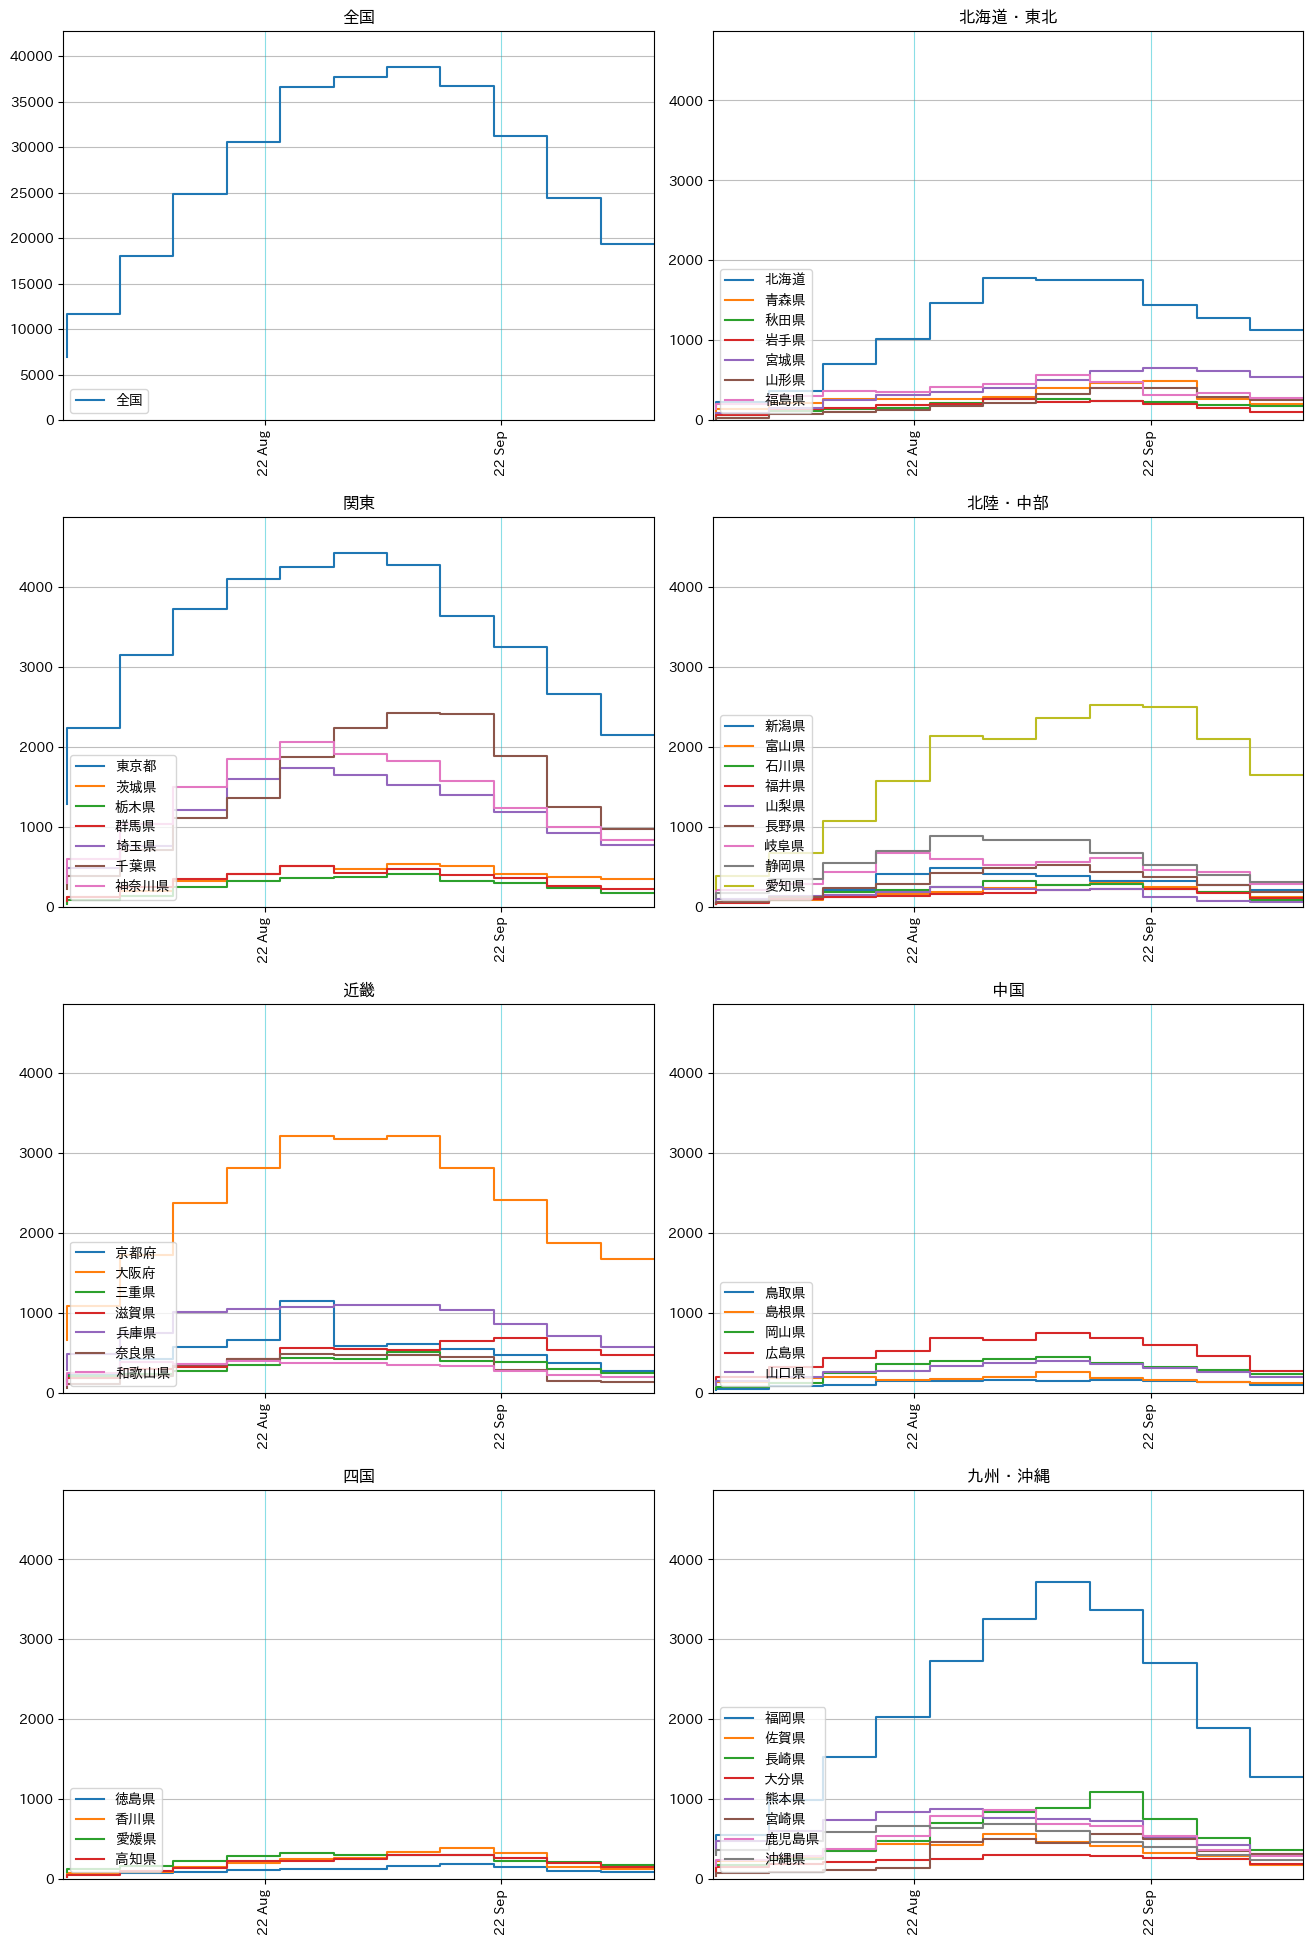 全国
40000
35000
30000
25000
20000
15000
10000
5000
0
全国
22 Aug
22 Sep
北海道・東北
4000
3000
2000
1000
0
北海道
青森県
秋田県
岩手県
宮城県
山形県
福島県
22 Aug
22 Sep
関東
4000
3000
2000
1000
0
東京都
茨城県
栃木県
群馬県
埼玉県
千葉県
神奈川県
22 Aug
22 Sep
北陸・中部
4000
3000
2000
1000
0
新潟県
富山県
石川県
福井県
山梨県
長野県
岐阜県
静岡県
愛知県
22 Aug
22 Sep
近畿
4000
3000
2000
1000
0
京都府
大阪府
三重県
滋賀県
兵庫県
奈良県
和歌山県
22 Aug
22 Sep
中国
4000
3000
2000
1000
0
鳥取県
島根県
岡山県
広島県
山口県
22 Aug
22 Sep
四国
4000
3000
2000
1000
0
徳島県
香川県
愛媛県
高知県
22 Aug
22 Sep
九州・沖縄
4000
3000
2000
1000
0
福岡県
佐賀県
長崎県
大分県
熊本県
宮崎県
鹿児島県
沖縄県
22 Aug
22 Sep